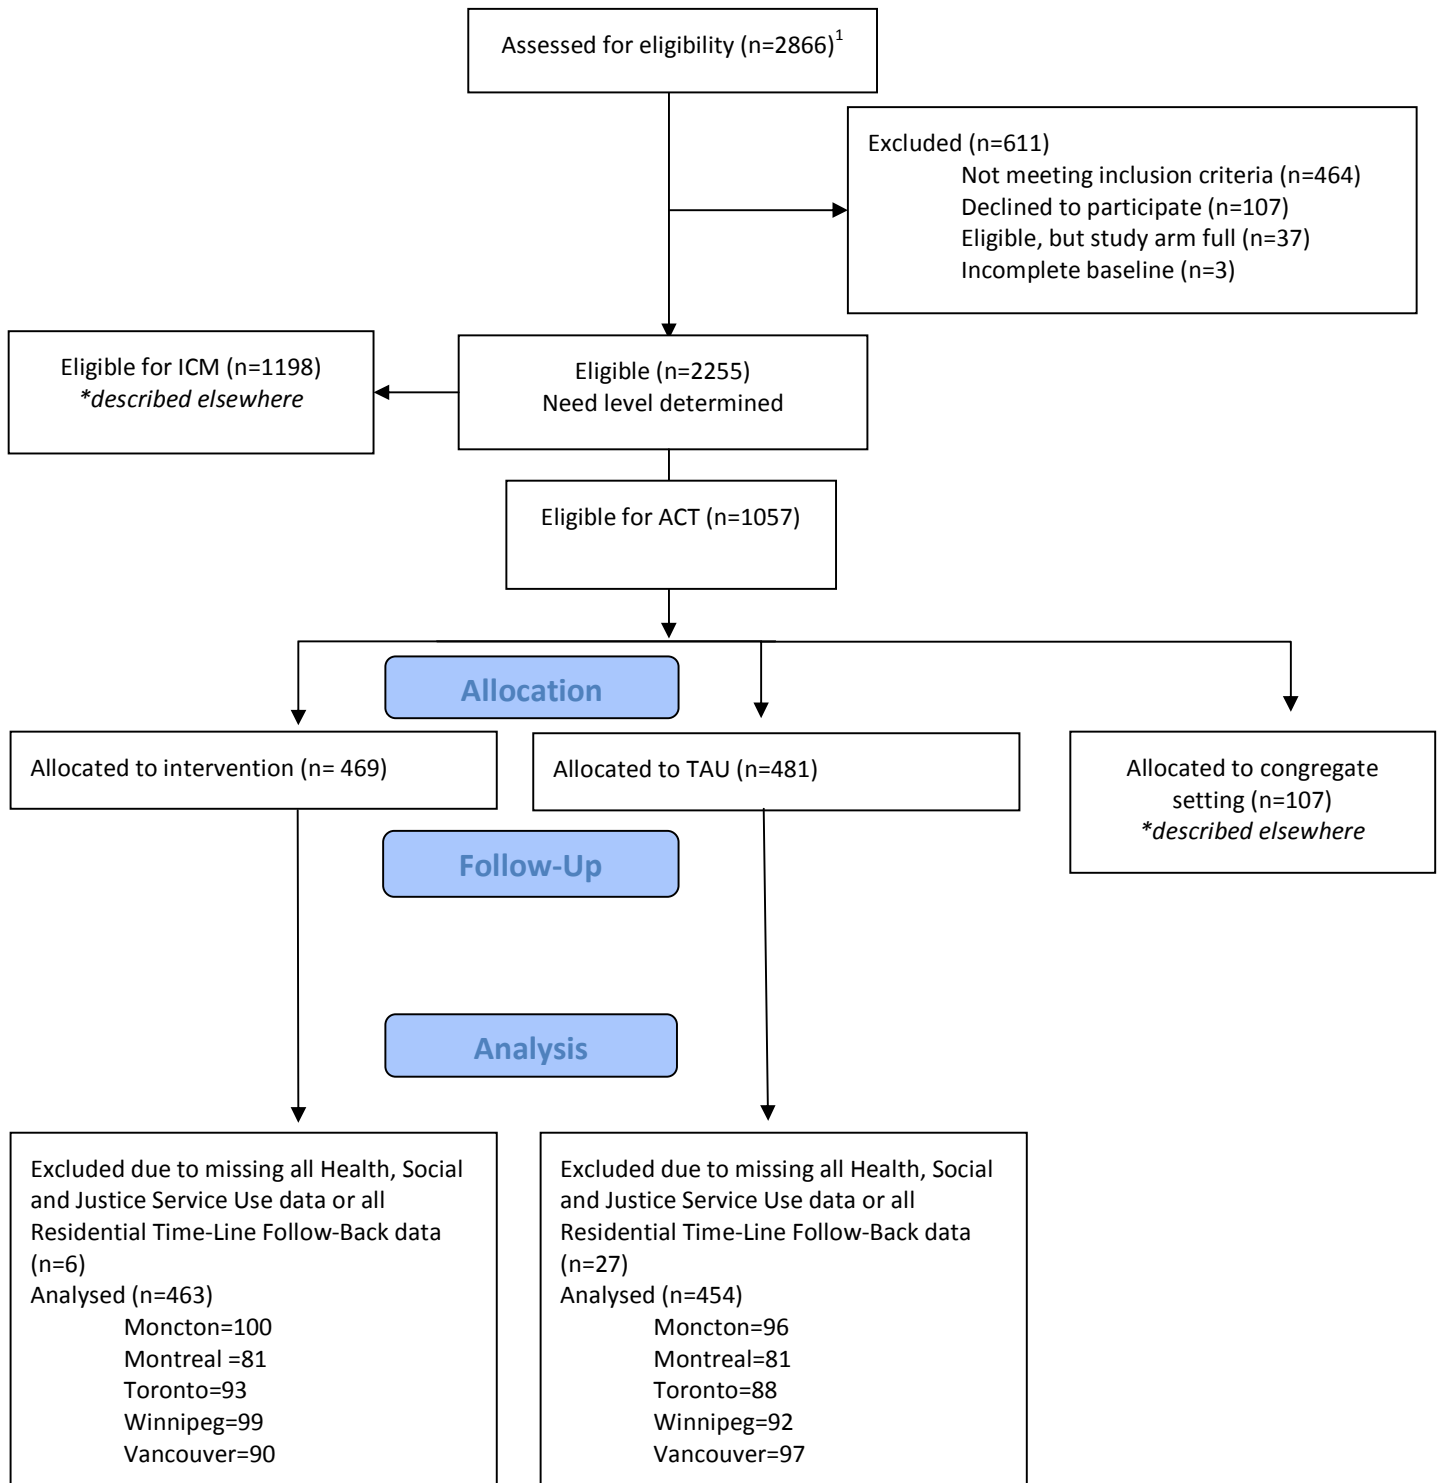 Assessed for eligibility (n=2866)1
Excluded (n=611)
Not meeting inclusion criteria (n=464)
Declined to participate (n=107)
Eligible, but study arm full (n=37)
Incomplete baseline (n=3)
Eligible for ICM (n=1198)
*described elsewhere
Eligible (n=2255)
Need level determined
Eligible for ACT (n=1057)
Allocation
Allocated to intervention (n= 469)
Allocated to TAU (n=481)
Allocated to congregate
setting (n=107)
*described elsewhere
Follow-Up
Analysis
Excluded due to missing all Health, Social
and Justice Service Use data or all
Residential Time-Line Follow-Back data
(n=6)
Analysed (n=463)
Moncton=100
Montreal =81
Toronto=93
Winnipeg=99
Vancouver=90
Excluded due to missing all Health, Social
and Justice Service Use data or all
Residential Time-Line Follow-Back data
(n=27)
Analysed (n=454)
Moncton=96
Montreal=81
Toronto=88
Winnipeg=92
Vancouver=97